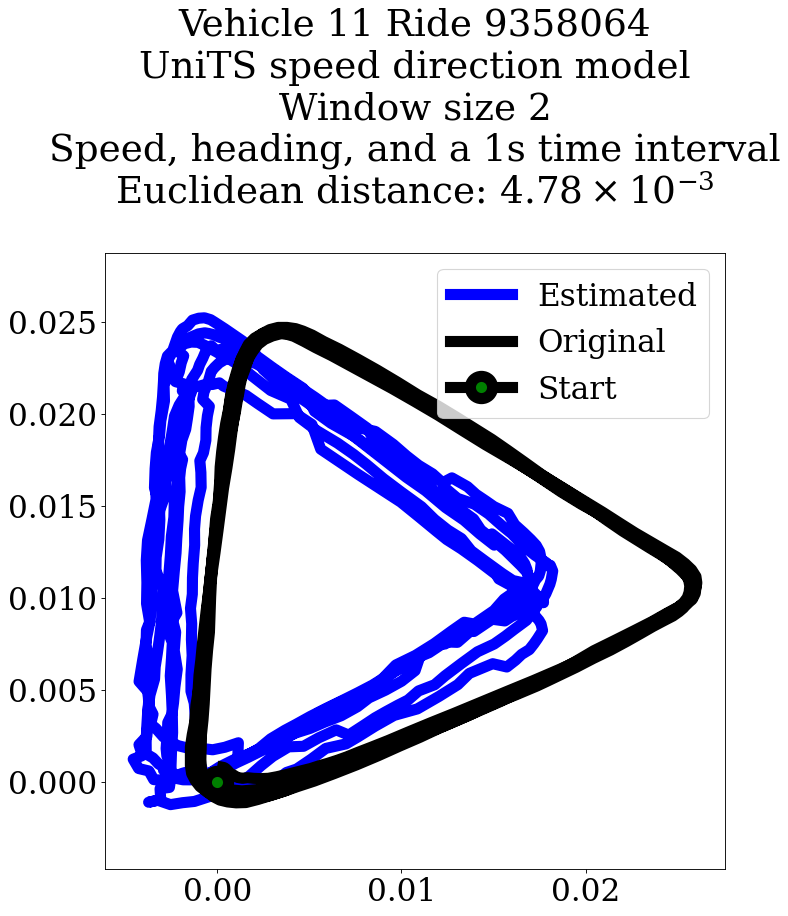 Vehicle 11 Ride 9358064
UniTS speed direction model
Window size 2
Speed, heading, and a 1s time interval
Euclidean distance: 4.78 × 10⁻³
Estimated
Original
Start
0.025
0.020
0.015
0.010
0.005
0.000
0.00 0.01 0.02